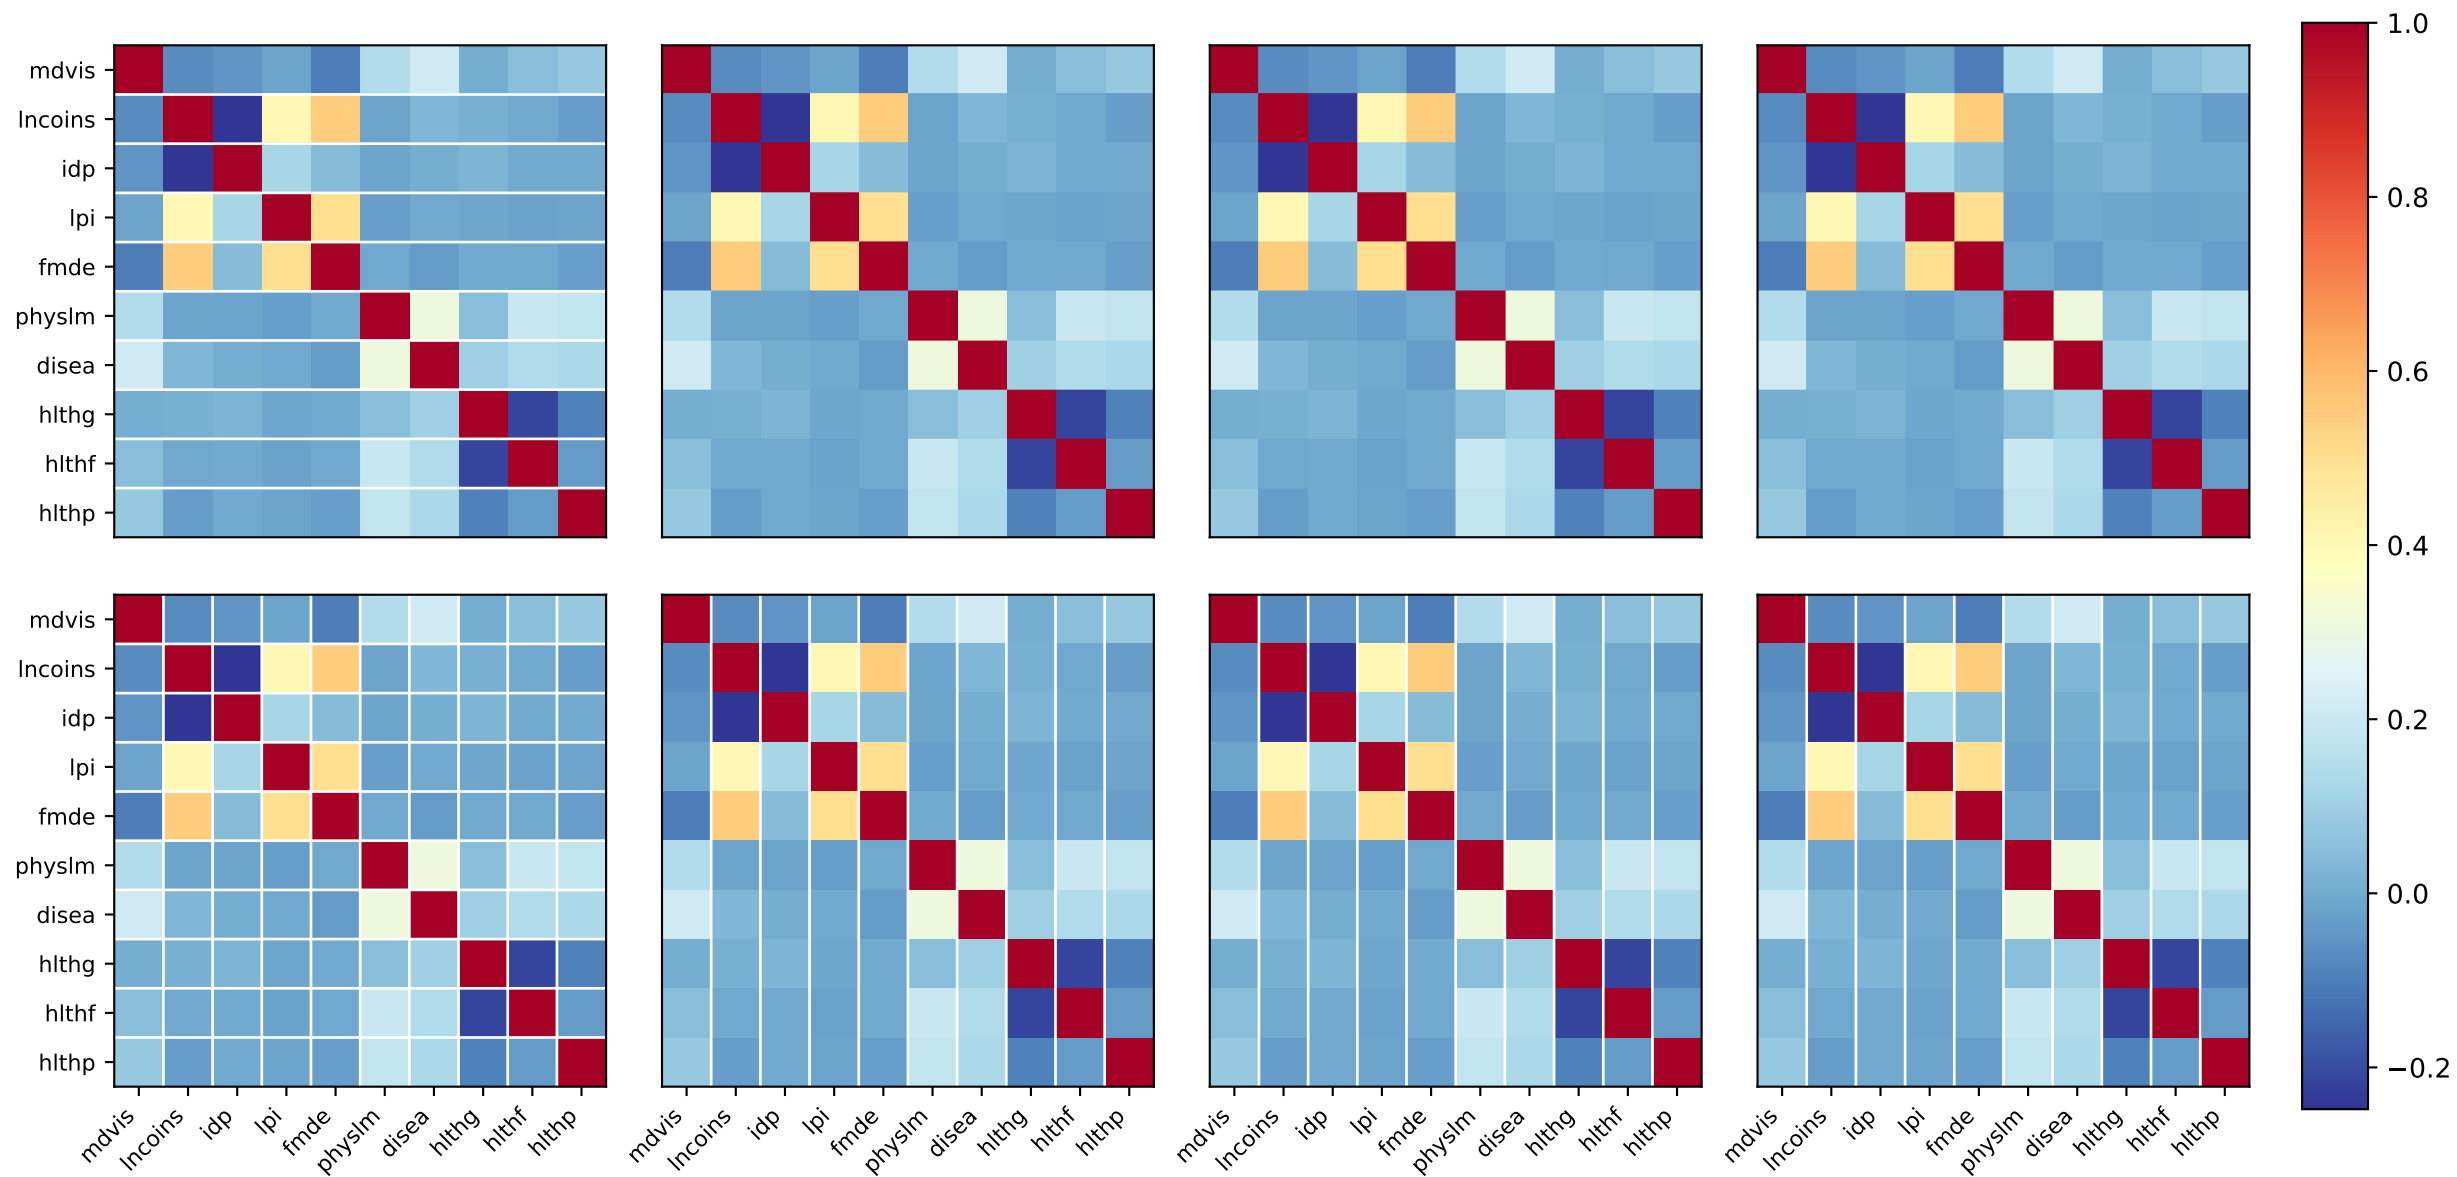 mdvis
lncoins
idp
lpi
fmde
physlm
disea
hlthg
hlthf
hlthp
mdvis
lncoins
idp
lpi
fmde
physlm
disea
hlthg
hlthf
hlthp
mdvis lncoins idp lpi fmde physlm disea hlthg hlthf hlthp
mdvis lncoins idp lpi fmde physlm disea hlthg hlthf hlthp
mdvis lncoins idp lpi fmde physlm disea hlthg hlthf hlthp
mdvis lncoins idp lpi fmde physlm disea hlthg hlthf hlthp
1.0
0.8
0.6
0.4
0.2
0.0
−0.2